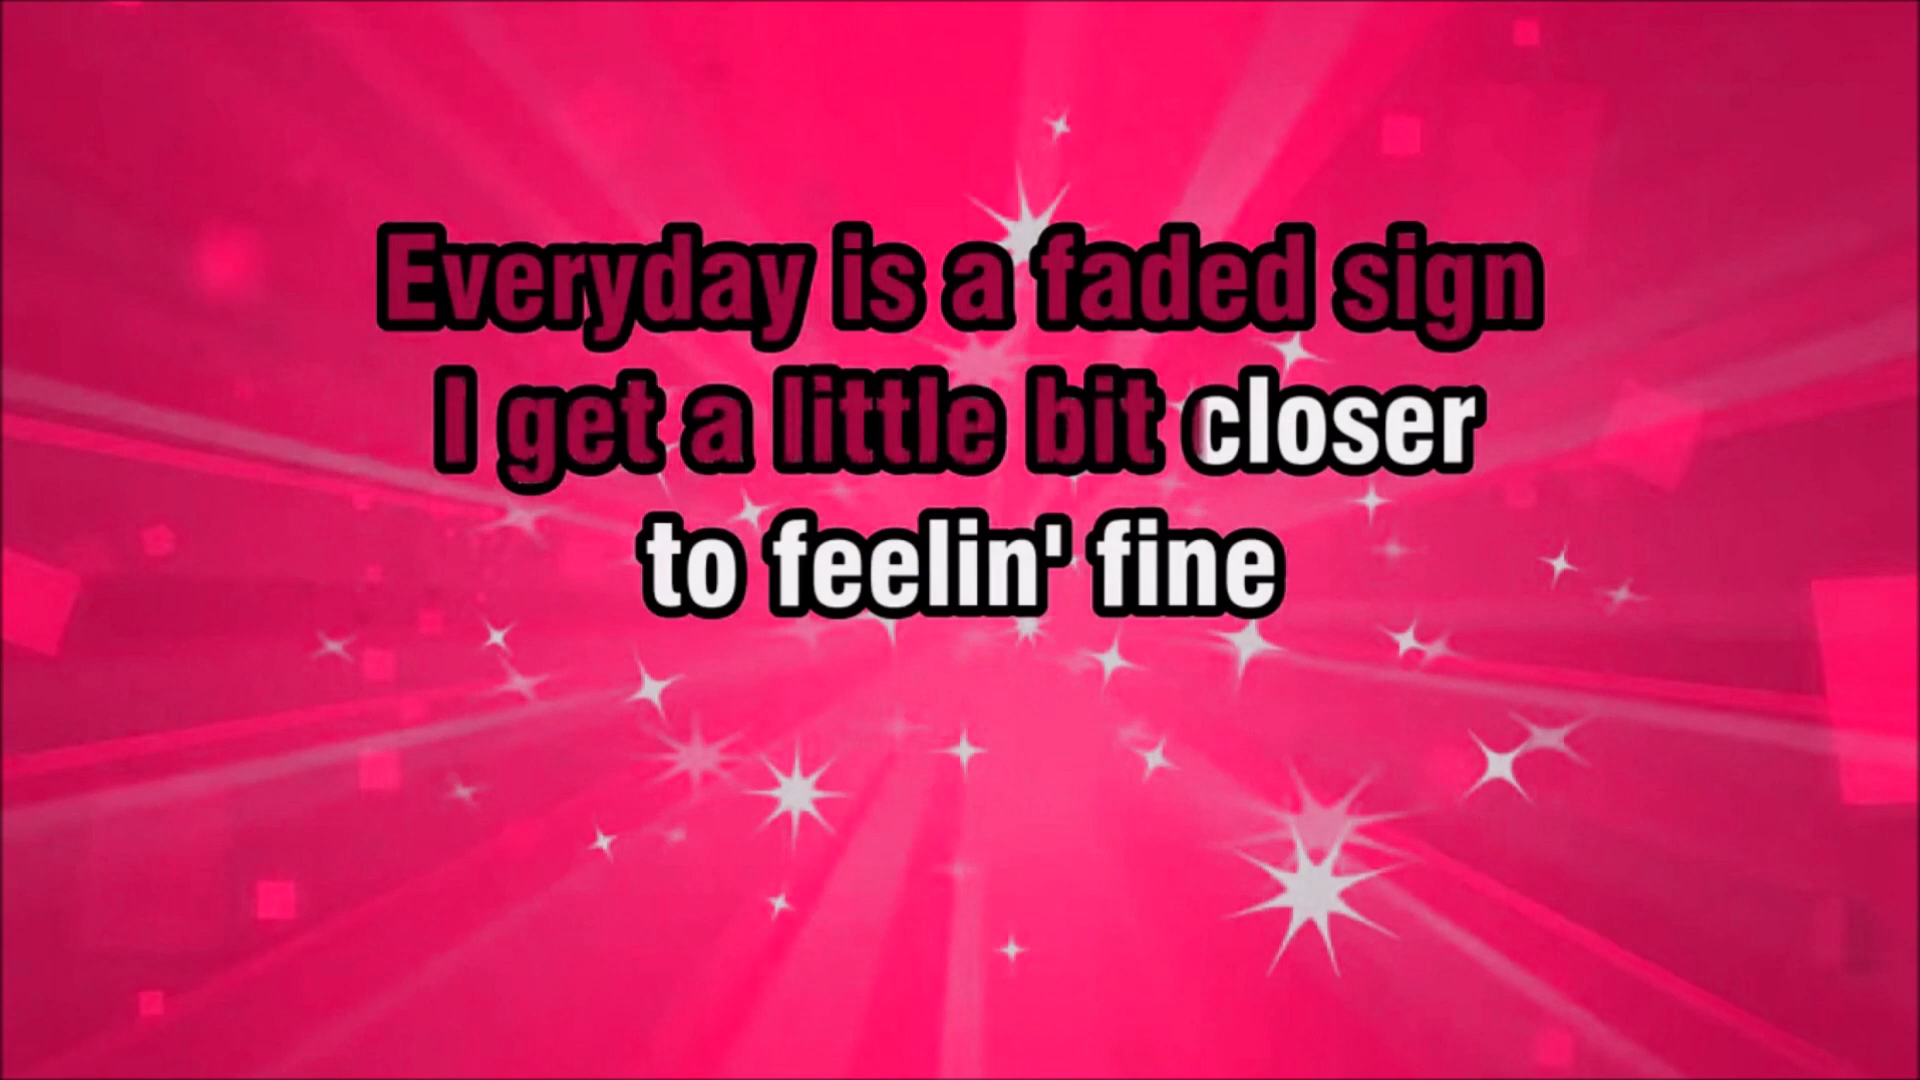 Everyday is a faded sign
I get a little bit closer
to feelin' fine